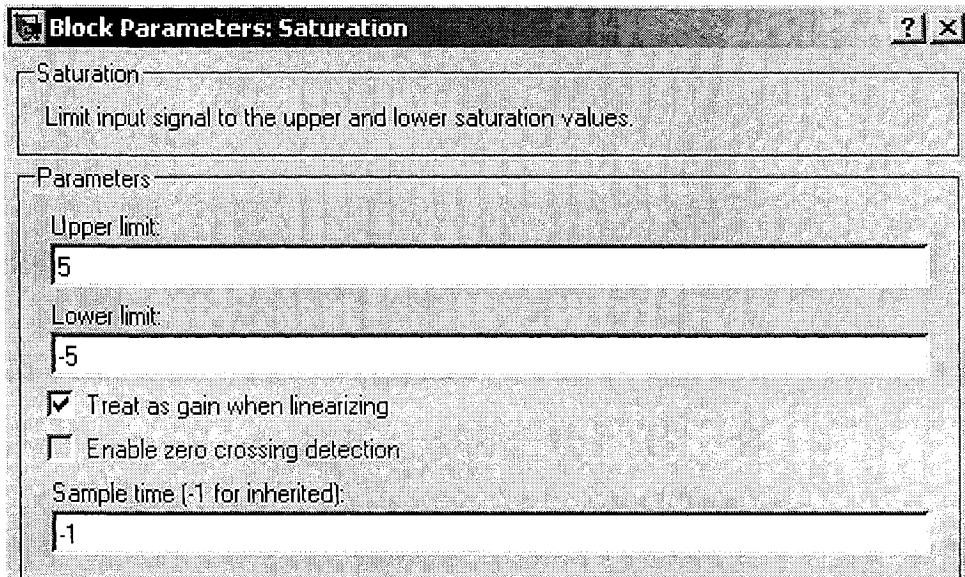 Block Parameters: Saturation
Saturation
Limit input signal to the upper and lower saturation values.
Parameters
Upper limit:
5
Lower limit:
-5
Treat as gain when linearizing
Enable zero crossing detection
Sample time (-1 for inherited):
-1